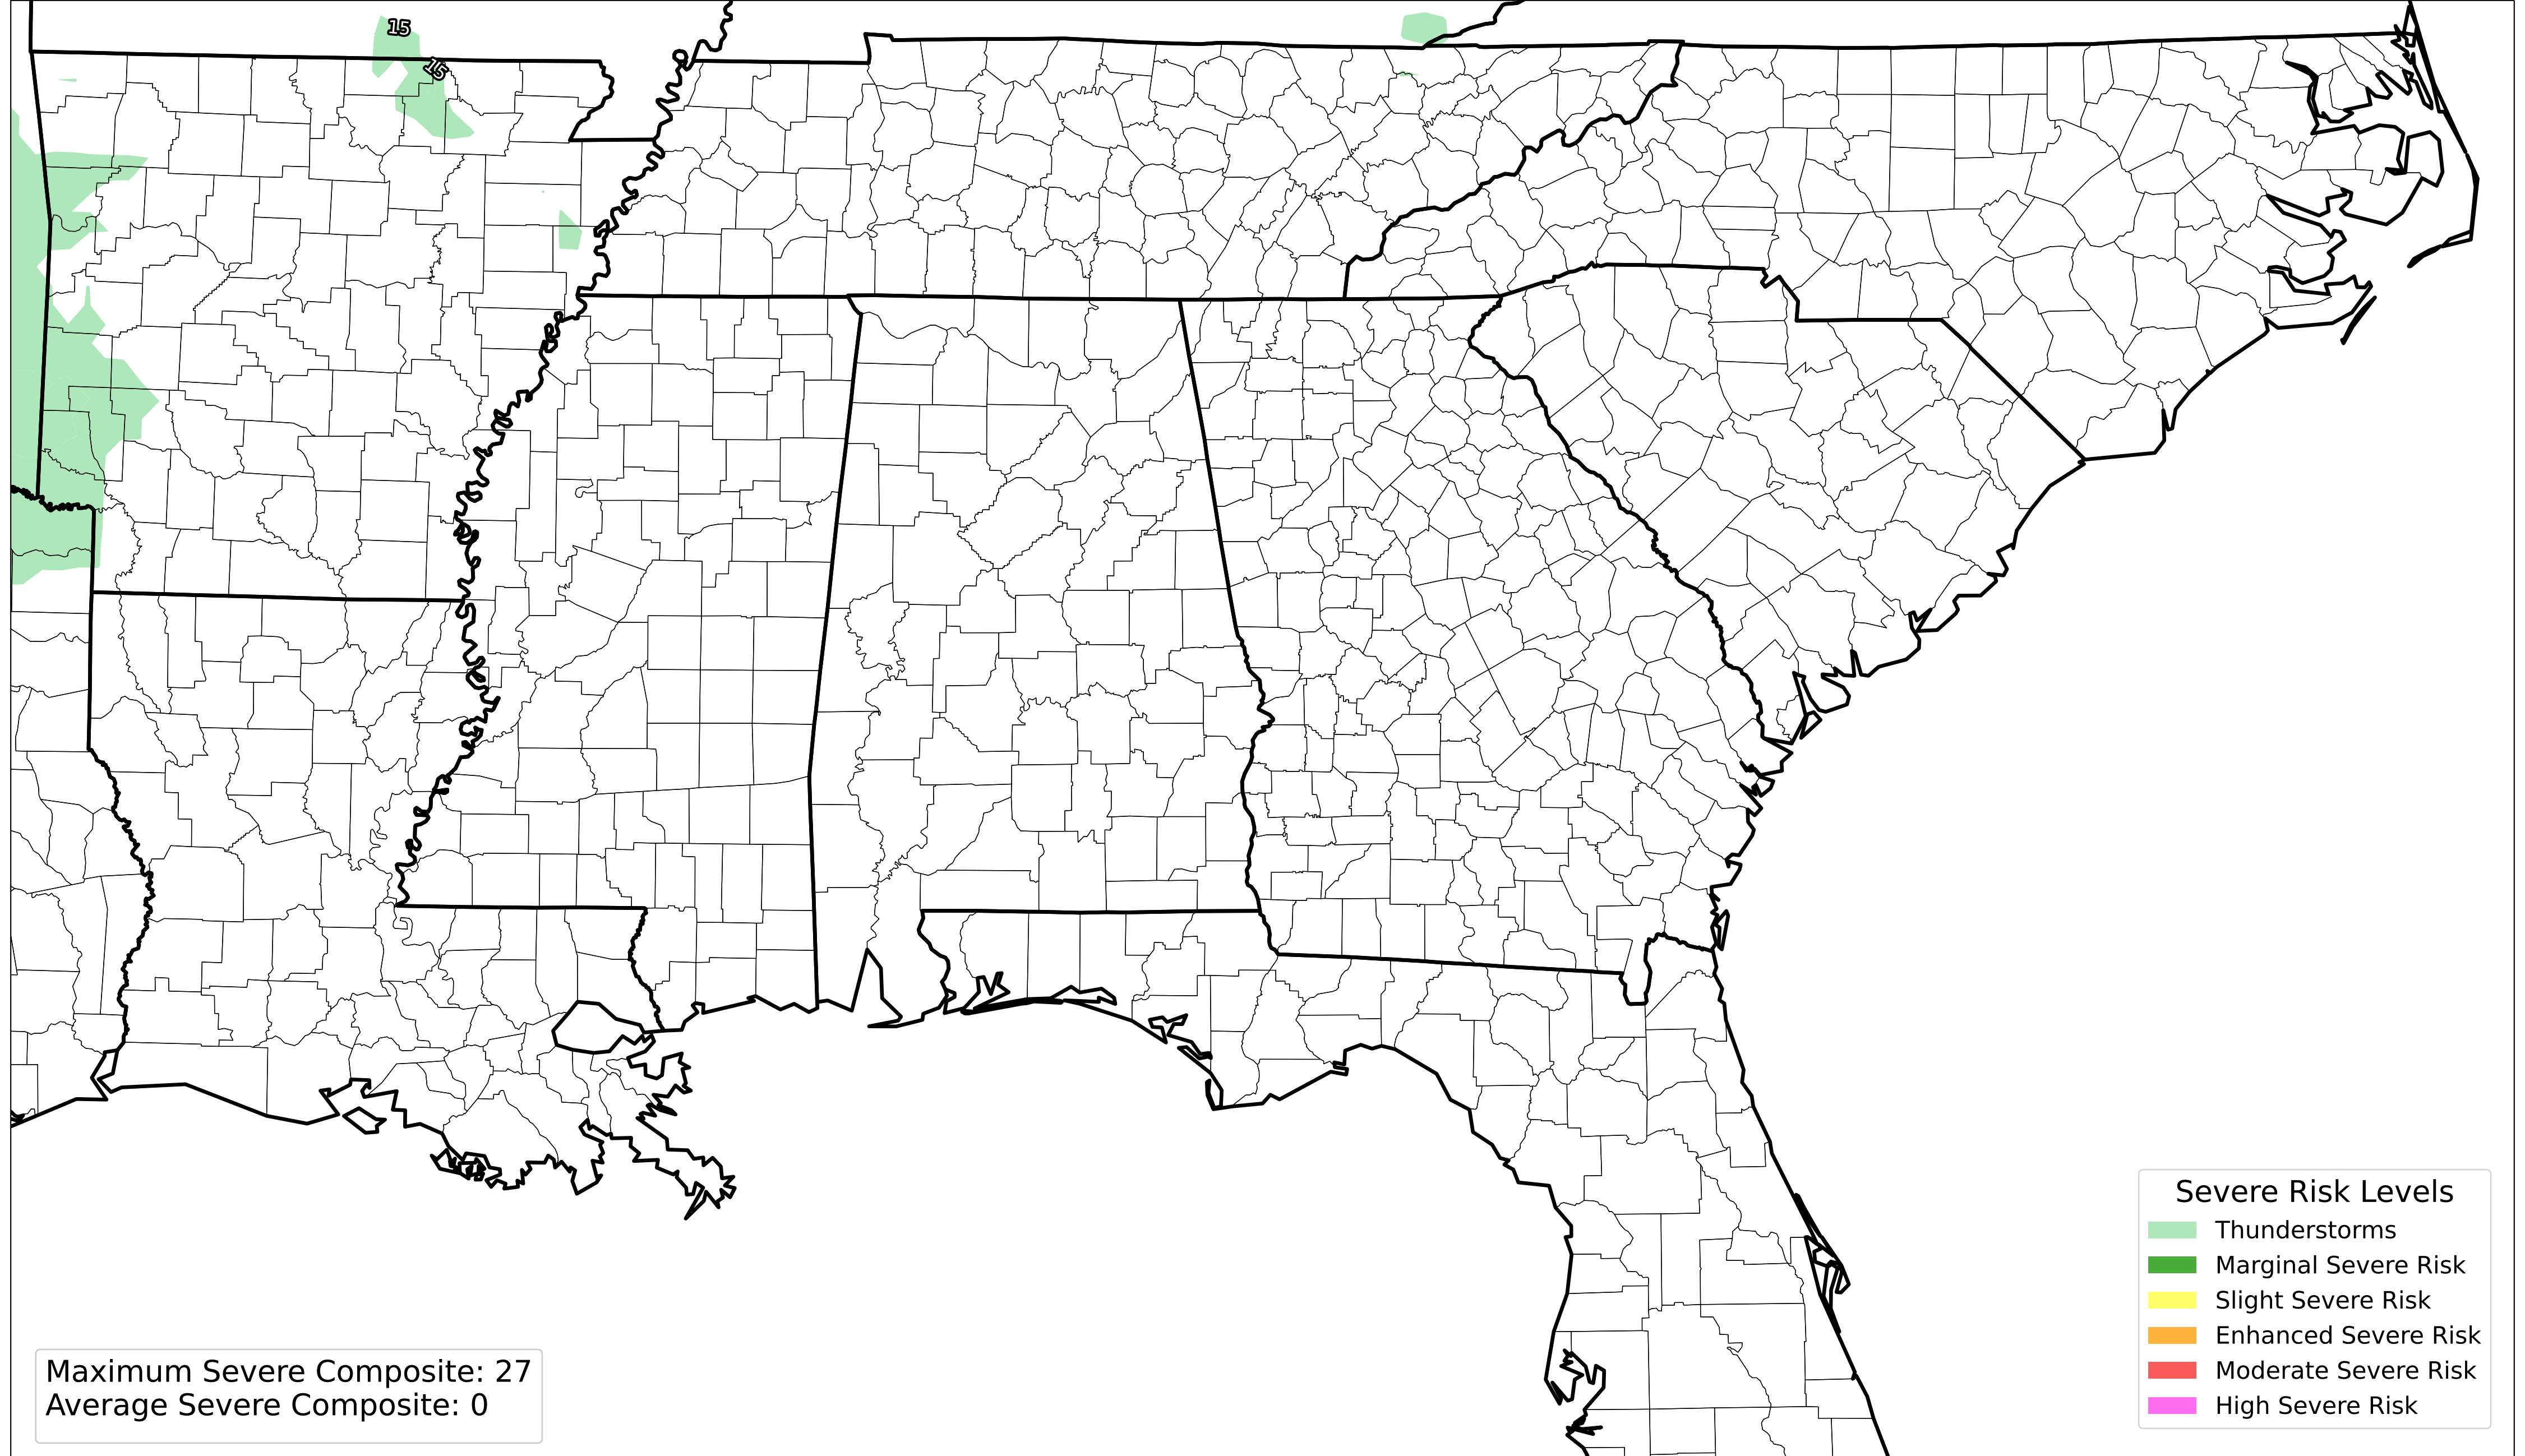 15
15
Severe Risk Levels
Thunderstorms
Marginal Severe Risk
Slight Severe Risk
Enhanced Severe Risk
Moderate Severe Risk
High Severe Risk
Maximum Severe Composite: 27
Average Severe Composite: 0